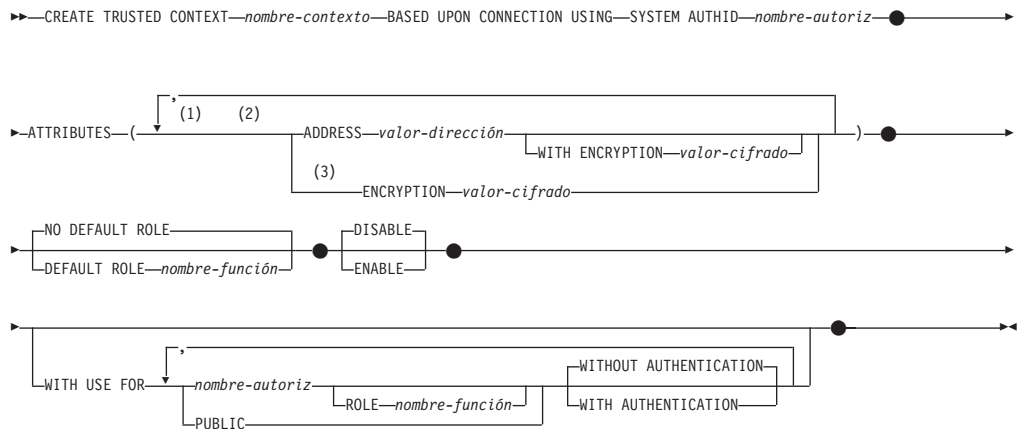 CREATE TRUSTED CONTEXT nombre-contexto BASED UPON CONNECTION USING SYSTEM AUTHID nombre-autoriz
,
(1) (2)
ATTRIBUTES ( ADDRESS valor-dirección )
WITH ENCRYPTION valor-cifrado
(3)
ENCRYPTION valor-cifrado
NO DEFAULT ROLE DISABLE
DEFAULT ROLE nombre-función ENABLE
,
WITH USE FOR nombre-autoriz WITHOUT AUTHENTICATION
ROLE nombre-función WITH AUTHENTICATION
PUBLIC